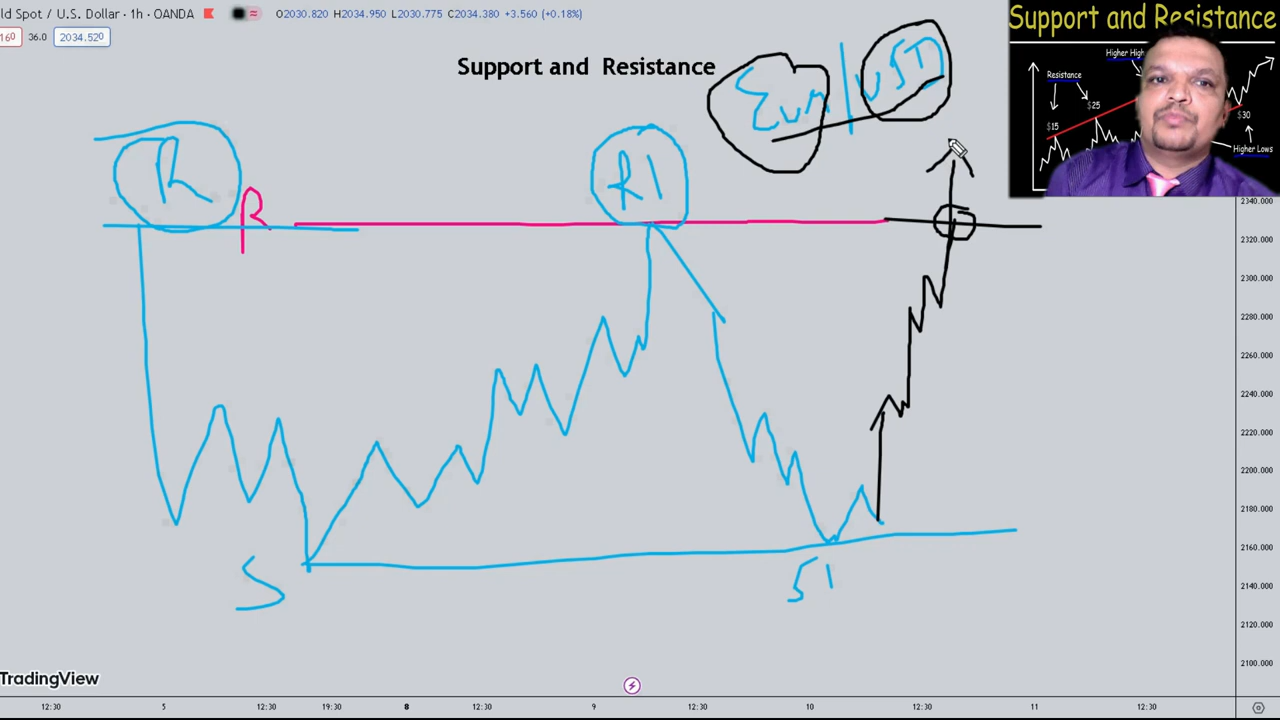 ld Spot / U.S. Dollar · 1h · OANDA O2030.820 H2034.950 L2030.775 C2034.380 +3.560 (+0.18%)
160 36.0 2034.520
Support and Resistance
Eur/USD
Support and Resistance
Higher Hig
Resistance
$25
$15
$30
Higher Lows
R
R
R1
S
S1
2340.000
2320.000
2300.000
2280.000
2260.000
2240.000
2220.000
2200.000
2180.000
2160.000
2140.000
2120.000
2100.000
TradingView
12:30 5 12:30 19:30 8 12:30 9 12:30 10 12:30 11 12:30